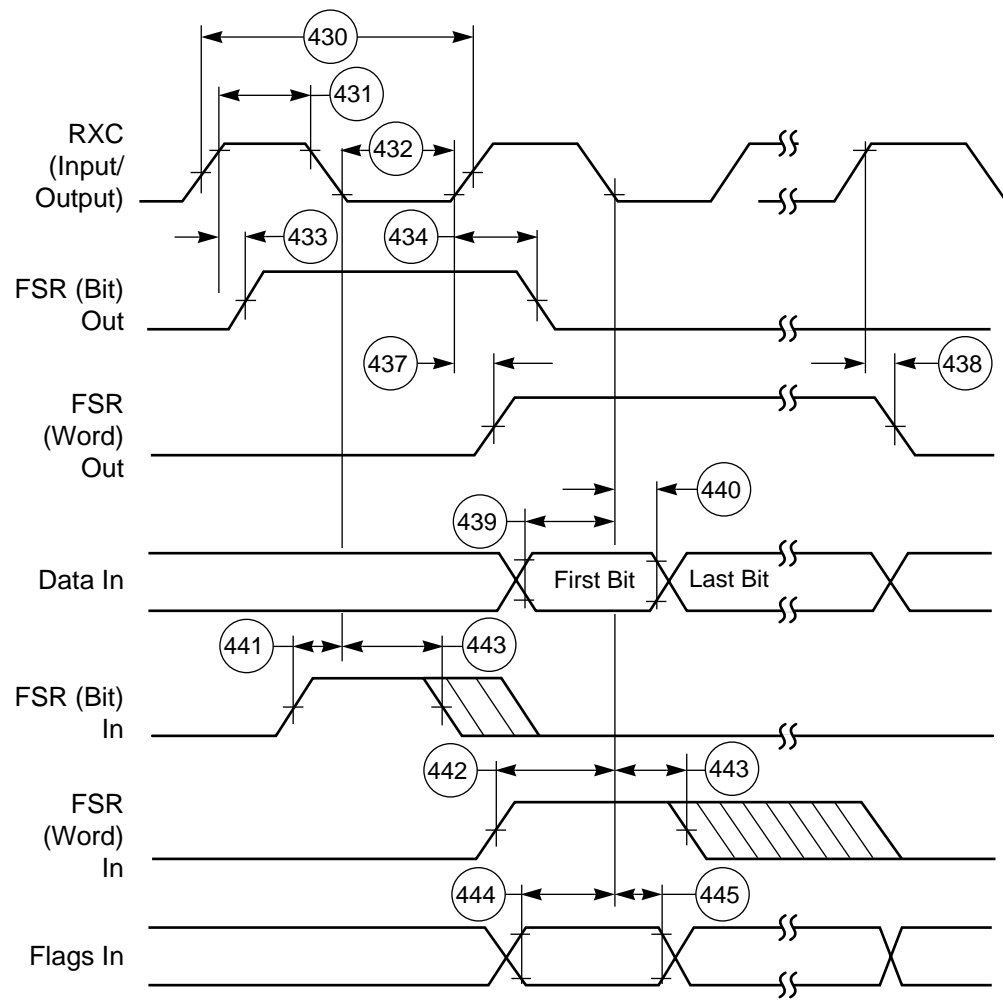 430
431
RXC
(Input/
Output)
432
433
434
FSR (Bit)
Out
437
438
FSR
(Word)
Out
440
439
Data In
First Bit
Last Bit
441
443
FSR (Bit)
In
442
443
FSR
(Word)
In
444
445
Flags In